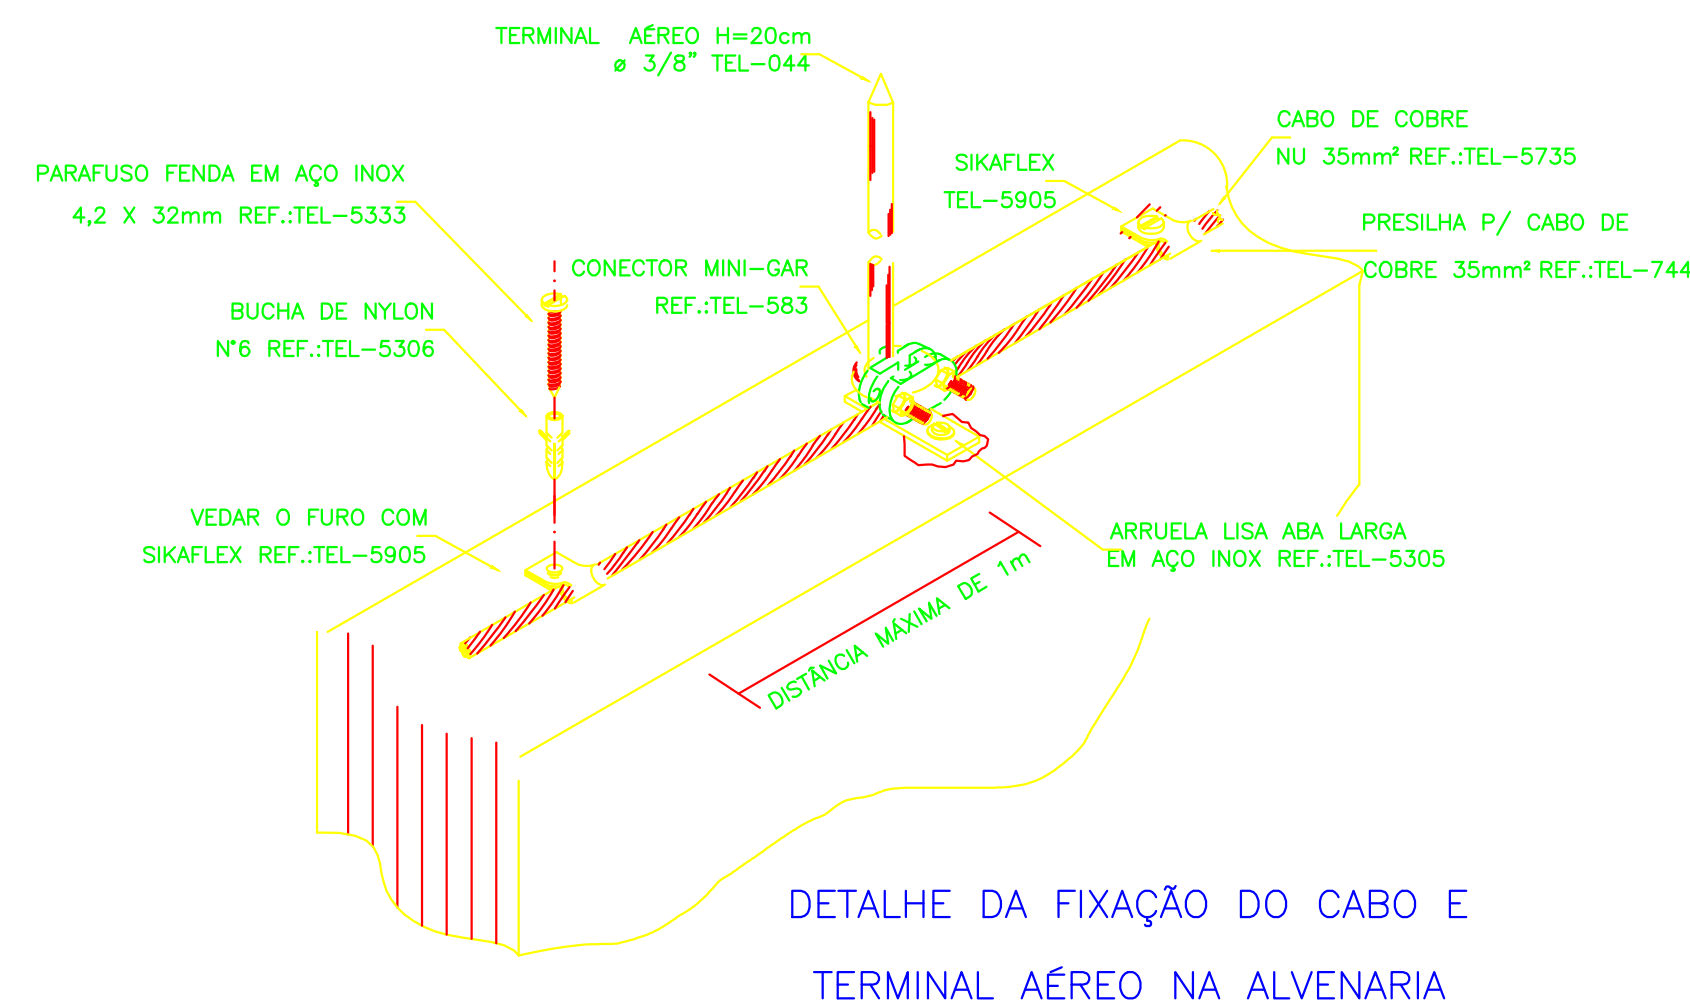 TERMINAL AÉREO H=20cm
ø 3/8” TEL-044
CABO DE COBRE
NU 35mm² REF.:TEL-5735
SIKAFLEX
TEL-5905
PARAFUSO FENDA EM AÇO INOX
4,2 X 32mm REF.:TEL-5333
PRESILHA P/ CABO DE
COBRE 35mm² REF.:TEL-744
CONECTOR MINI-GAR
REF.:TEL-583
BUCHA DE NYLON
N°6 REF.:TEL-5306
VEDAR O FURO COM
SIKAFLEX REF.:TEL-5905
ARRUELA LISA ABA LARGA
EM AÇO INOX REF.:TEL-5305
DISTÂNCIA MÁXIMA DE 1m
DETALHE DA FIXAÇÃO DO CABO E
TERMINAL AÉREO NA ALVENARIA